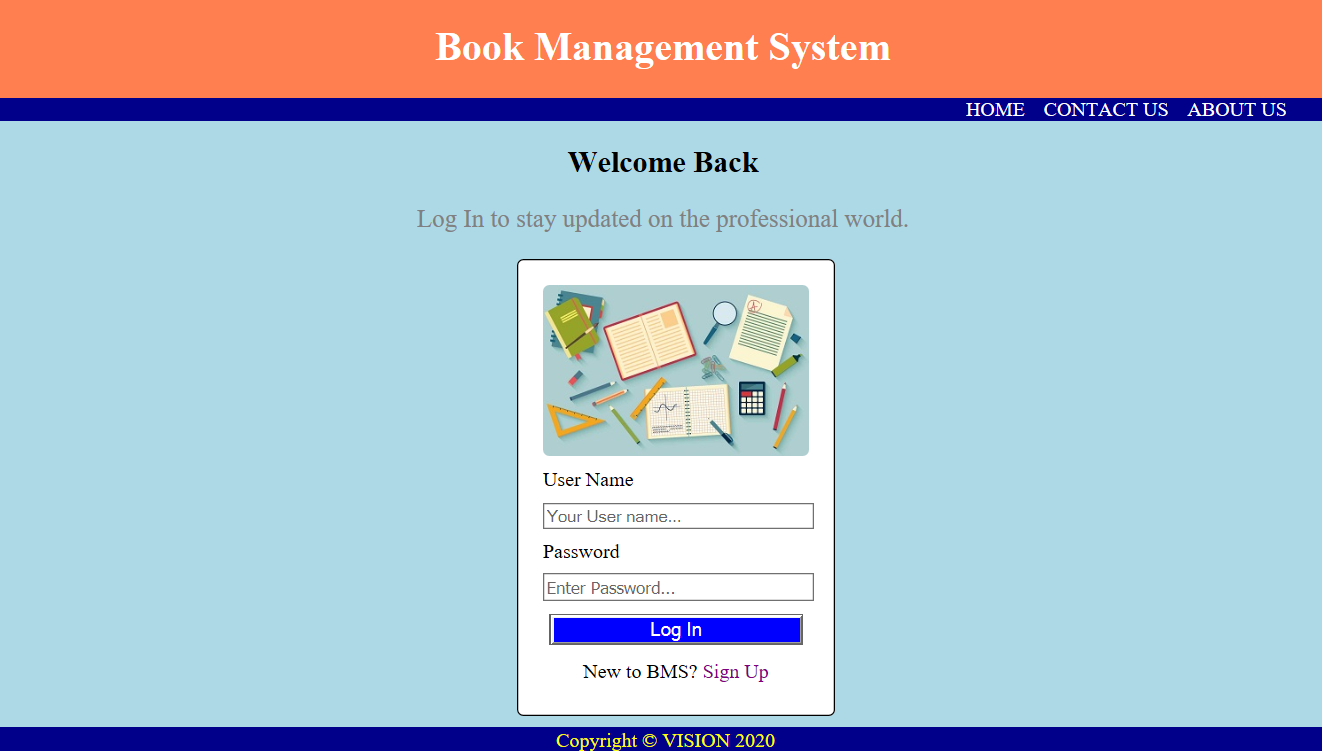 Book Management System
HOME CONTACT US ABOUT US
Welcome Back
Log In to stay updated on the professional world.
User Name
Your User name...
Password
Enter Password...
Log In
New to BMS? Sign Up
Copyright © VISION 2020